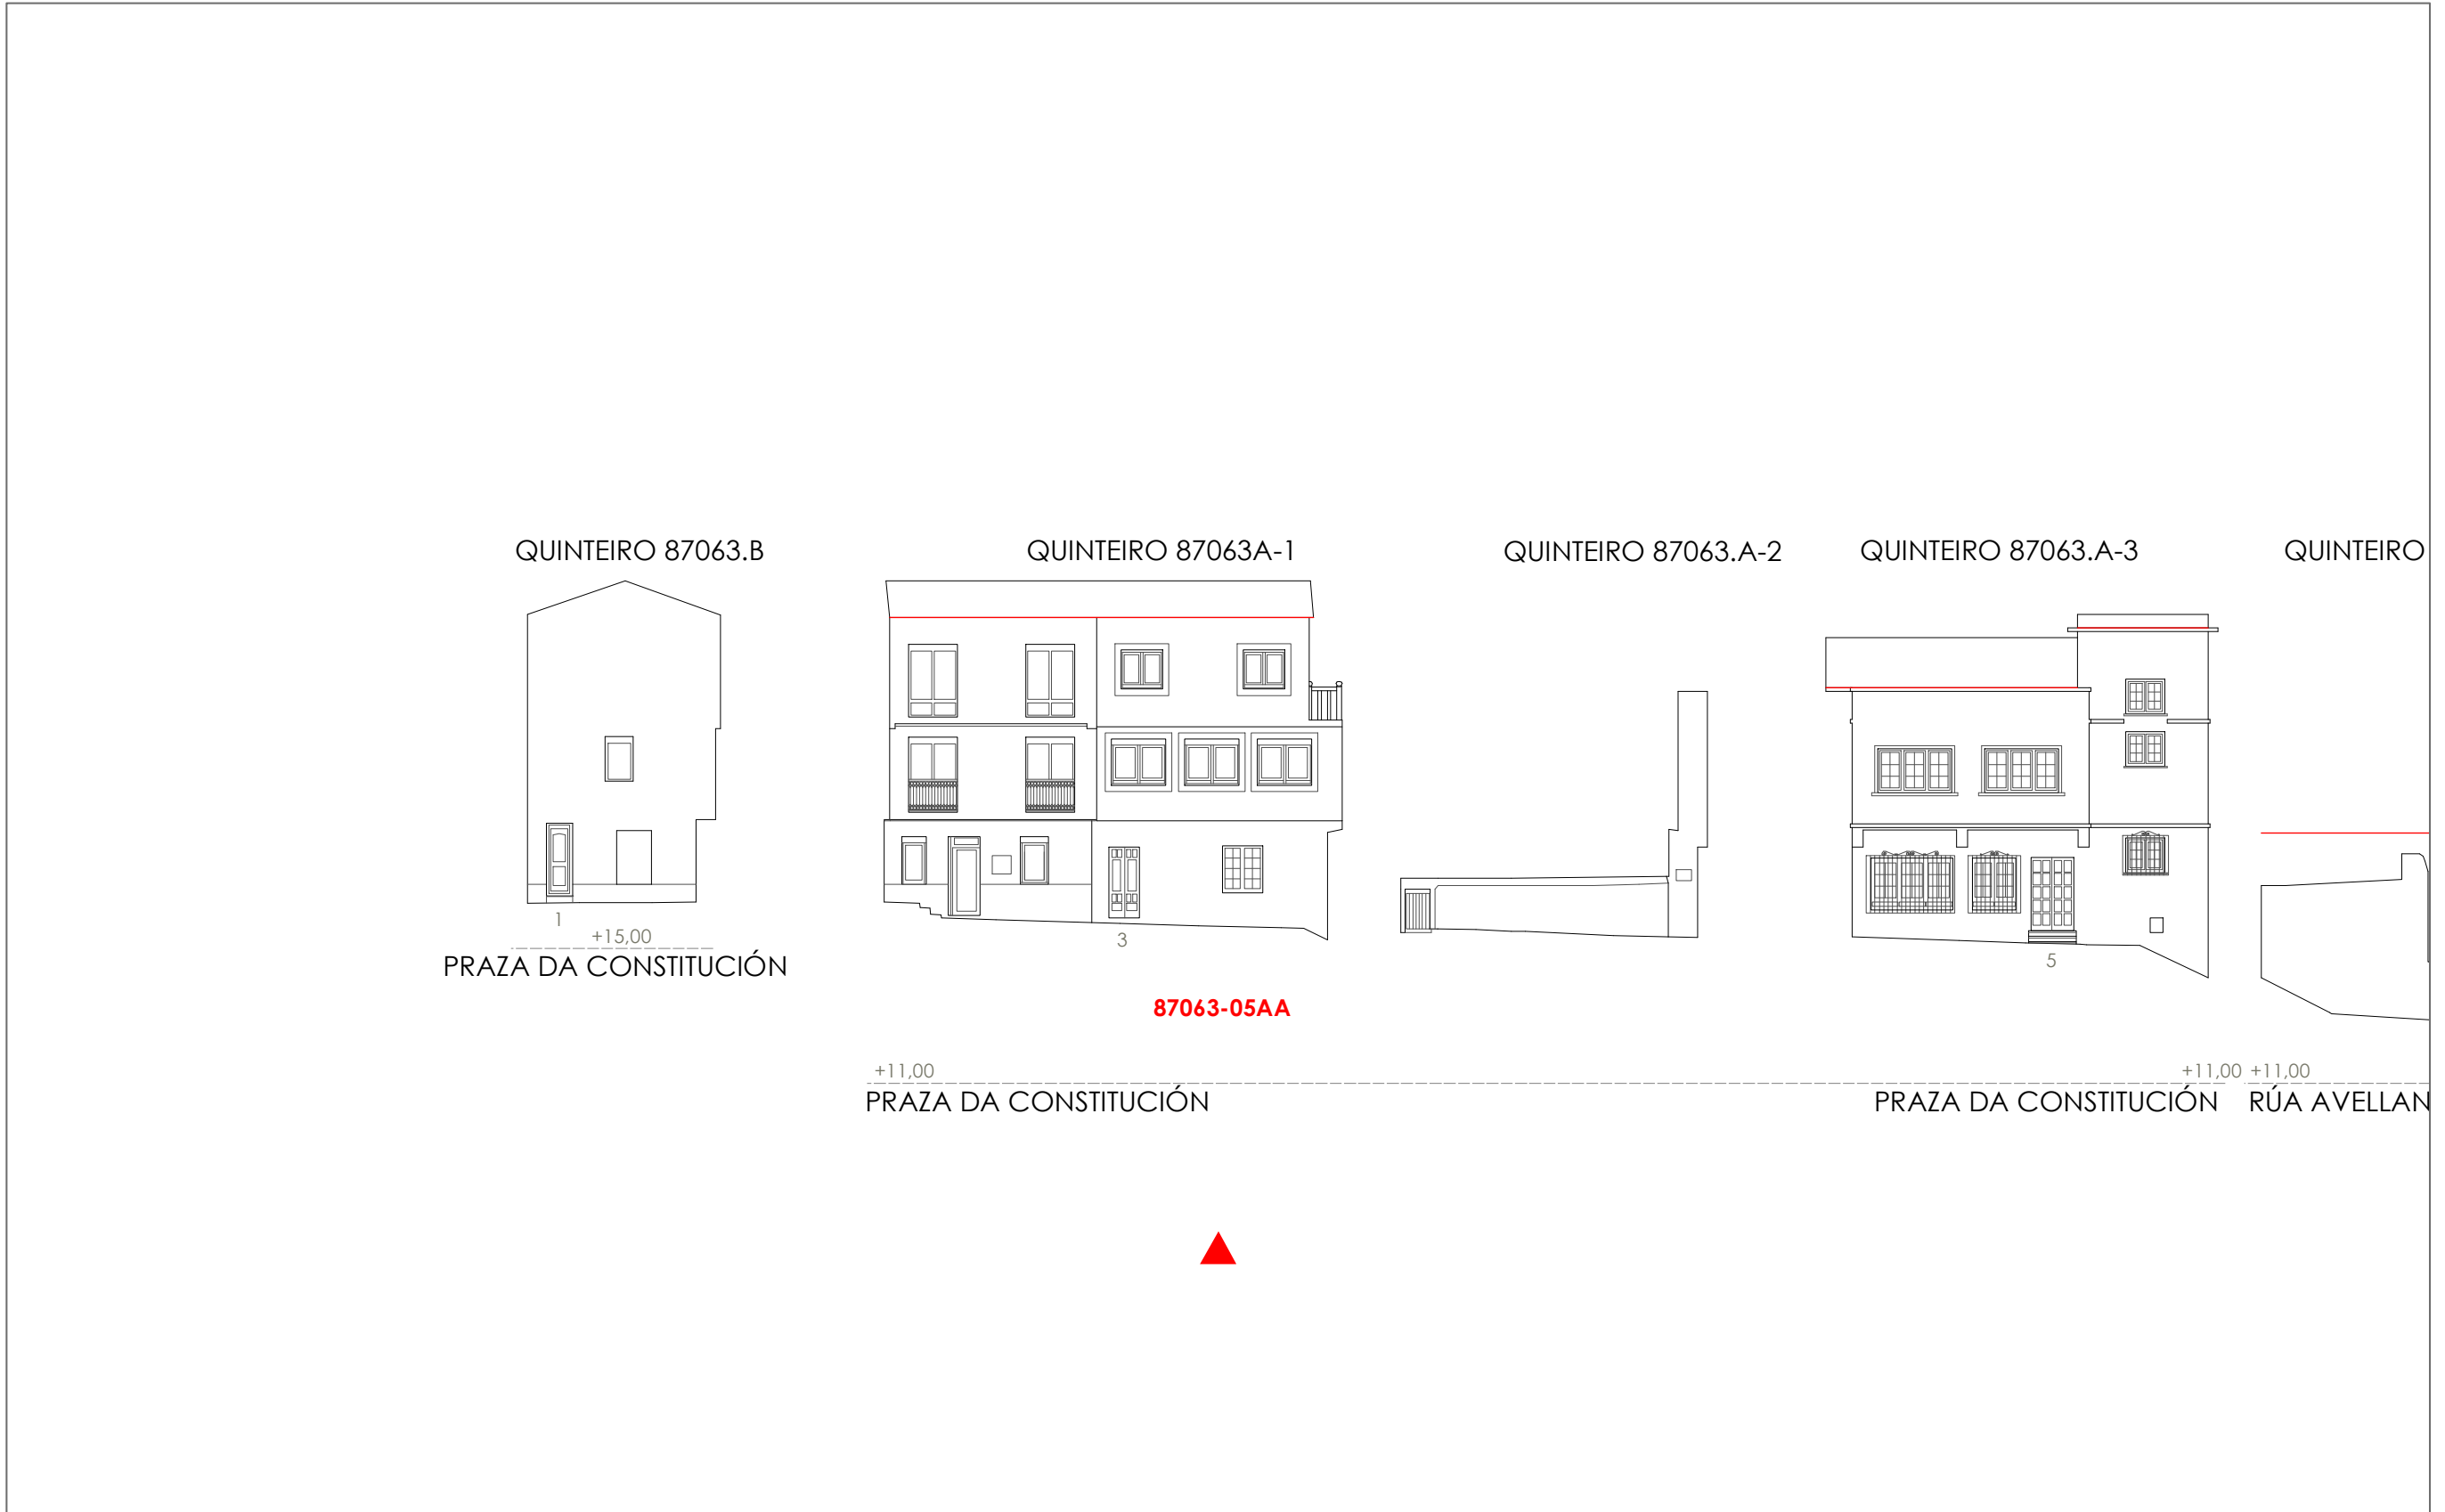 QUINTEIRO 87063.B
QUINTEIRO 87063A-1
QUINTEIRO 87063.A-2
QUINTEIRO 87063.A-3
QUINTEIRO
1
+15,00
PRAZA DA CONSTITUCIÓN
3
5
87063-05AA
+11,00
+11,00
+11,00
PRAZA DA CONSTITUCIÓN
PRAZA DA CONSTITUCIÓN
RÚA AVELLAN